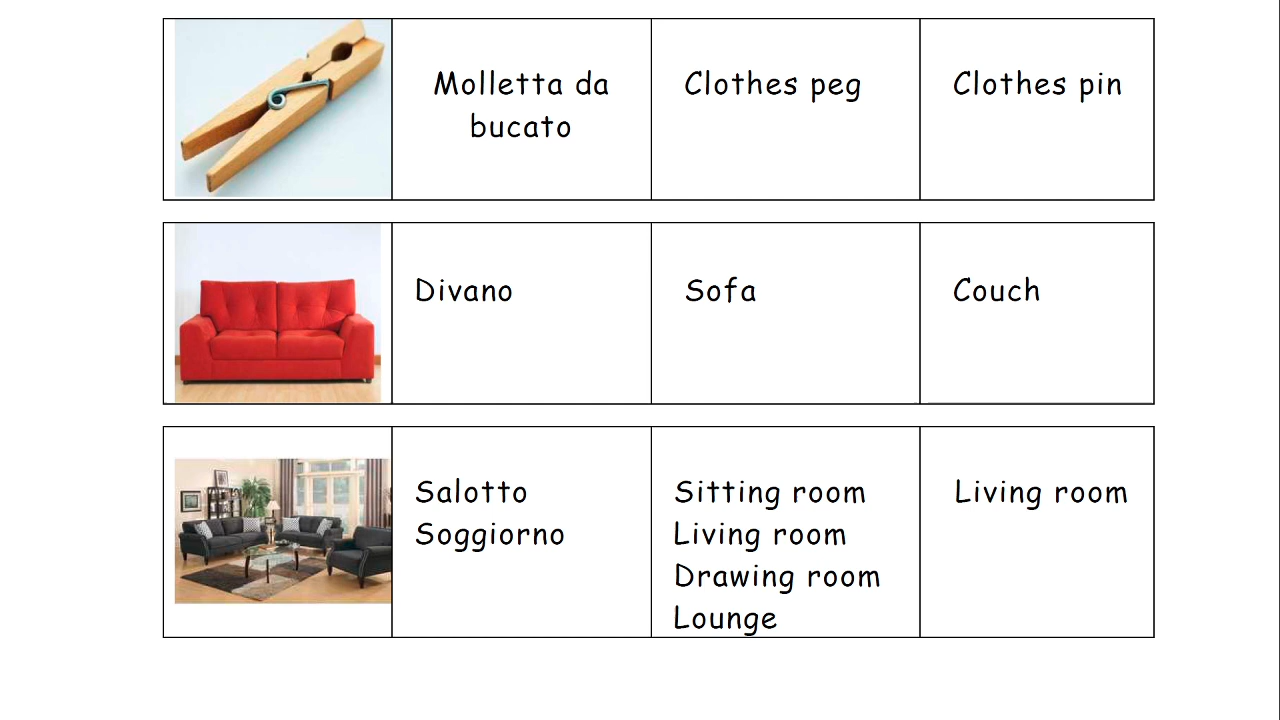 Molletta da
bucato
Clothes peg
Clothes pin
Divano
Sofa
Couch
Salotto
Soggiorno
Sitting room
Living room
Drawing room
Lounge
Living room